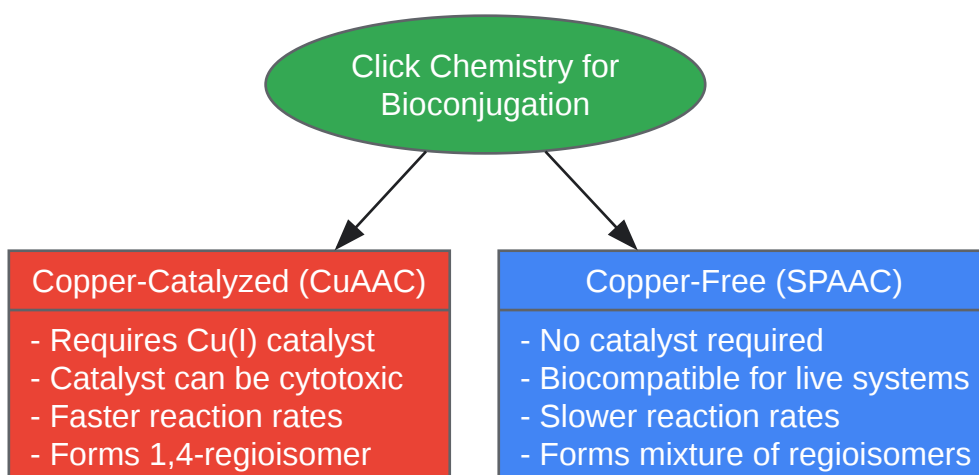 Click Chemistry for
Bioconjugation
Copper-Catalyzed (CuAAC)
- Requires Cu(I) catalyst
- Catalyst can be cytotoxic
- Faster reaction rates
- Forms 1,4-regioisomer
Copper-Free (SPAAC)
- No catalyst required
- Biocompatible for live systems
- Slower reaction rates
- Forms mixture of regioisomers